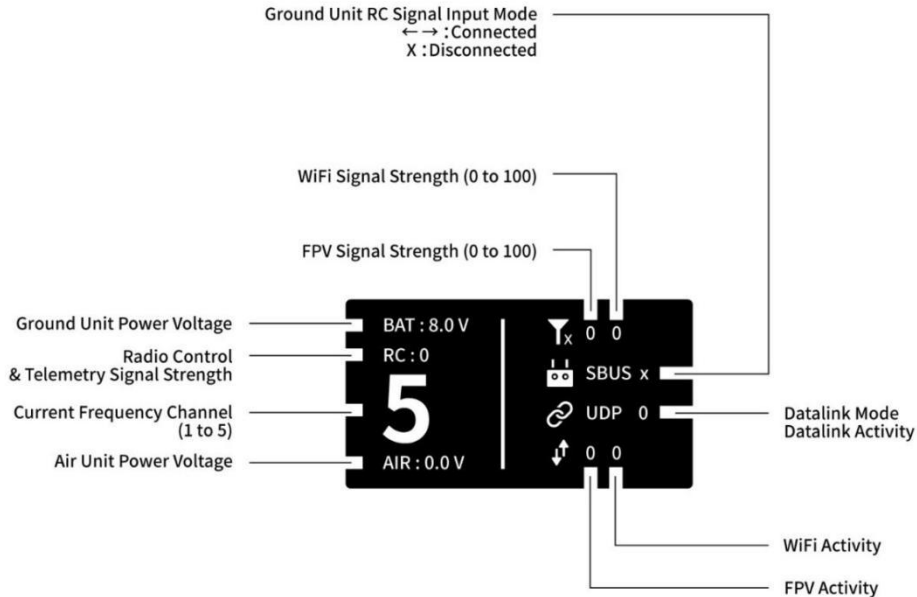 Ground Unit RC Signal Input Mode
←→ :Connected
X :Disconnected
WiFi Signal Strength (0 to 100)
FPV Signal Strength (0 to 100)
Ground Unit Power Voltage
Radio Control
& Telemetry Signal Strength
Current Frequency Channel
(1 to 5)
Air Unit Power Voltage
BAT : 8.0 V
RC : 0
5
AIR : 0.0 V
x 0 0
SBUS x
UDP 0
0 0
Datalink Mode
Datalink Activity
WiFi Activity
FPV Activity